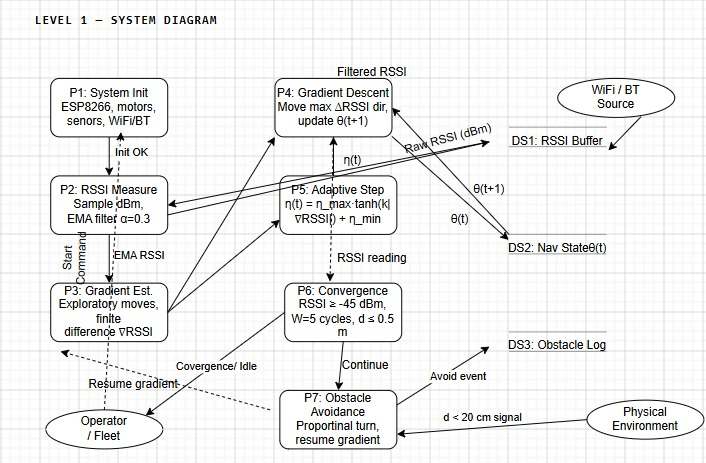 LEVEL 1 — SYSTEM DIAGRAM
Filtered RSSI
P1: System Init
ESP8266, motors,
senors, WiFi/BT
P4: Gradient Descent
Move max ΔRSSI dir,
update θ(t+1)
WiFi / BT
Source
Raw RSSI (dBm)
DS1: RSSI Buffer
Init OK
η(t)
P2: RSSI Measure
Sample dBm,
EMA filter α=0.3
P5: Adaptive Step
η(t) = η_max·tanh(k|
∇RSSI|) + η_min
θ(t+1)
θ(t)
Start
Command
EMA RSSI
RSSI reading
DS2: Nav Stateθ(t)
P3: Gradient Est.
Exploratory moves,
finite
difference ∇RSSI
P6: Convergence
RSSI ≥ -45 dBm,
W=5 cycles, d ≤ 0.5
m
DS3: Obstacle Log
Covergence/ Idle
Continue
Resume gradient
Avoid event
P7: Obstacle
Avoidance
Proportinal turn,
resume gradient
d < 20 cm signal
Operator
/ Fleet
Physical
Environment